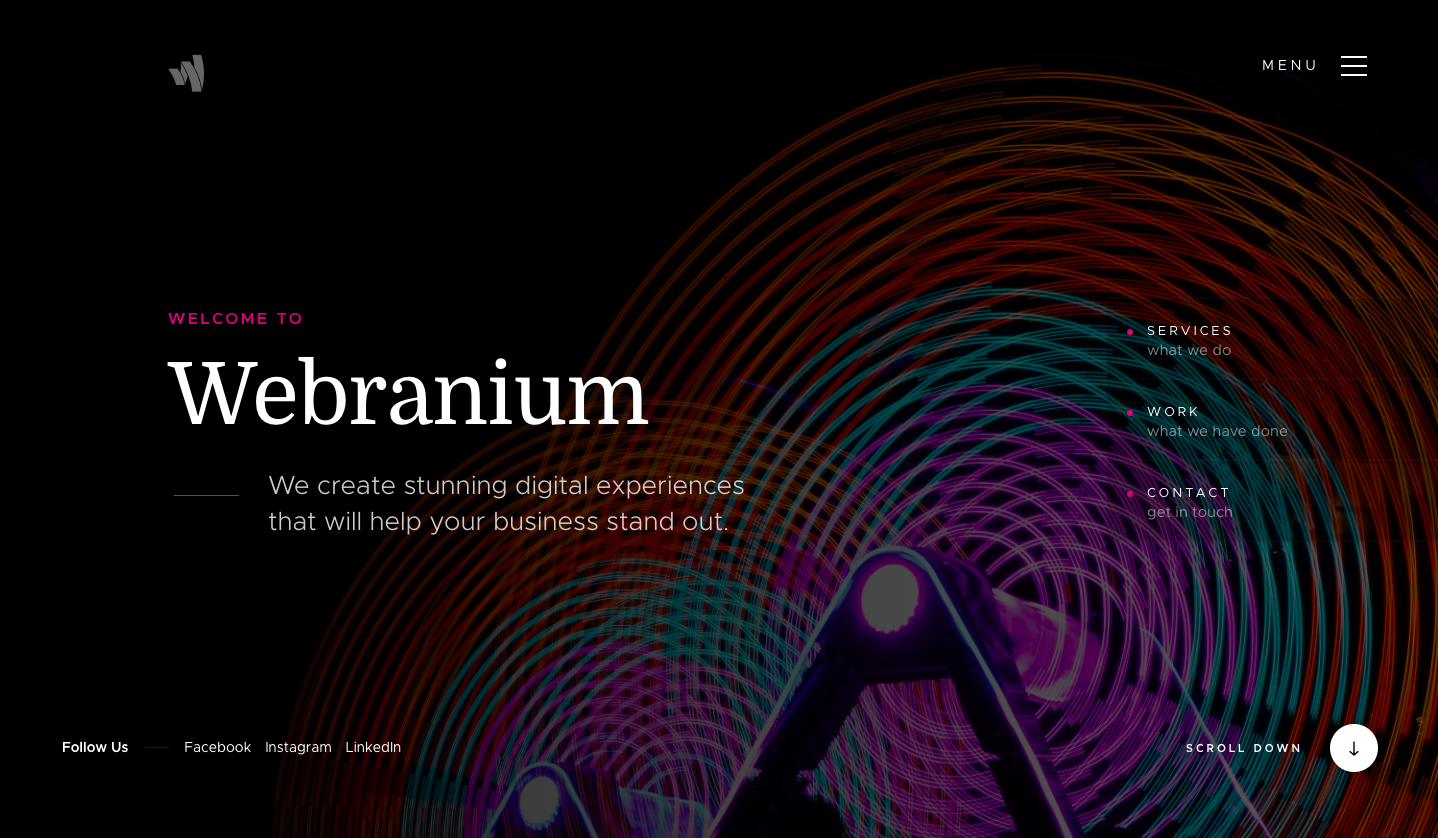 MENU
WELCOME TO
Webranium
We create stunning digital experiences
that will help your business stand out.
SERVICES
what we do
WORK
what we have done
CONTACT
get in touch
Follow Us
Facebook Instagram LinkedIn
SCROLL DOWN